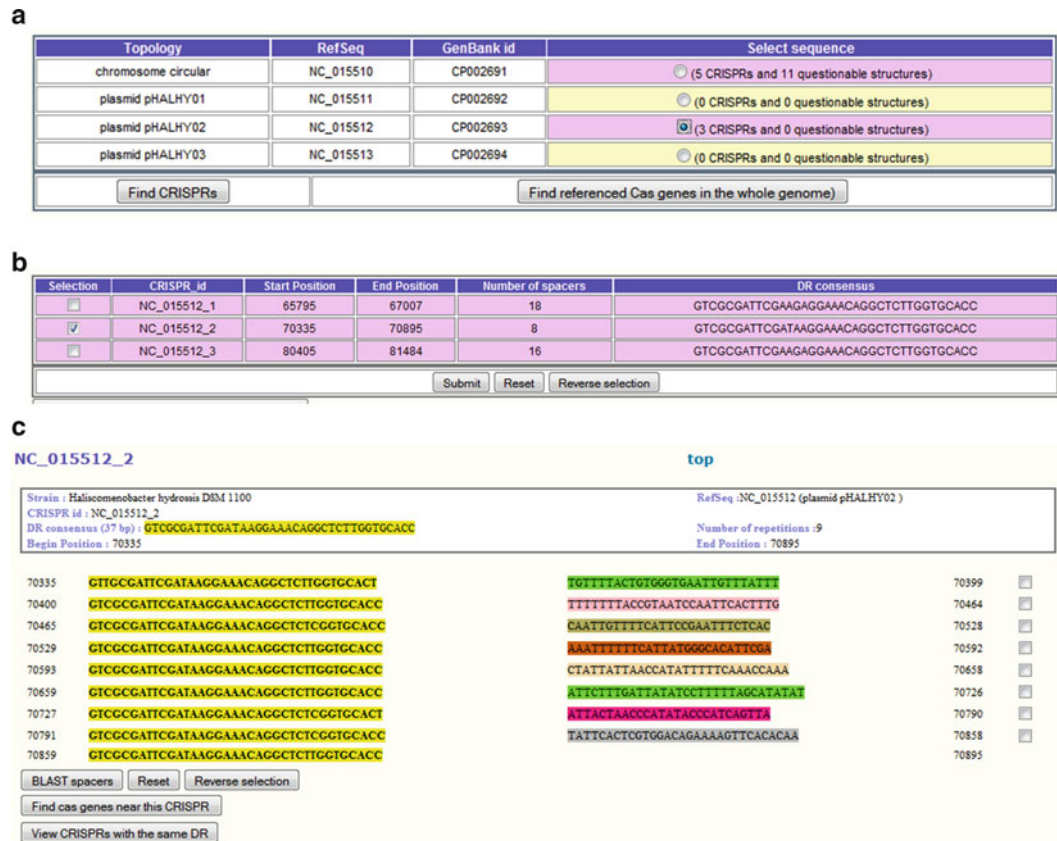 a
Topology RefSeq GenBank id Select sequence
chromosome circular NC_015510 CP002691 (5 CRISPRs and 11 questionable structures)
plasmid pHALHY01 NC_015511 CP002692 (0 CRISPRs and 0 questionable structures)
plasmid pHALHY02 NC_015512 CP002693 (3 CRISPRs and 0 questionable structures)
plasmid pHALHY03 NC_015513 CP002694 (0 CRISPRs and 0 questionable structures)
Find CRISPRs Find referenced Cas genes in the whole genome)
b
Selection CRISPR_id Start Position End Position Number of spacers DR consensus
NC_015512_1 65795 67007 18 GTCGCGATTCGAAGAGGAAACAGGCTCTTGGTGCACC
NC_015512_2 70335 70895 8 GTCGCGATTCGATAAGGAAACAGGCTCTTGGTGCACC
NC_015512_3 80405 81484 16 GTCGCGATTCGAAGAGGAAACAGGCTCTTGGTGCACC
Submit Reset Reverse selection
c
NC_015512_2 top
Strain : Haliscomenobacter hydrossis DSM 1100 RefSeq :NC_015512 (plasmid pHALHY02 )
CRISPR id : NC_015512_2
DR consensus (37 bp) : GTCGCGATTCGATAAGGAAACAGGCTCTTGGTGCACC Number of repetitions :9
Begin Position : 70335 End Position : 70895
70335 GTTGCGATTCGATAAGGAAACAGGCTCTTGGTGCACT TGTTTTACTGTGGGTGAATTGTTTATTT 70399
70400 GTCGCGATTCGATAAGGAAACAGGCTCTTGGTGCACC TTTTTTTACCGTAATCCAATTCACTTTG 70464
70465 GTCGCGATTCGATAAGGAAACAGGCTCTCGGTGCACC CAATTGTTTTCATTCCGAATTTCTCAC 70528
70529 GTCGCGATTCGATAAGGAAACAGGCTCTTGGTGCACC AAATTTTTTCATTATGGGCACATTCGA 70592
70593 GTCGCGATTCGATAAGGAAACAGGCTCTTGGTGCACC CTATTATTAACCATATTTTTCAAACCAAA 70658
70659 GTCGCGATTCGATAAGGAAACAGGCTCTTGGTGCACC ATTCTTTGATTATATCCTTTTTAGCATATAT 70726
70727 GTCGCGATTCGATAAGGAAACAGGCTCTCGGTGCACT ATTACTAACCCATATACCCATCAGTTA 70790
70791 GTCGCGATTCGATAAGGAAACAGGCTCTCGGTGCACC TATTCACTCGTGGACAGAAAAGTTCACACAA 70858
70859 GTCGCGATTCGATAAGGAAACAGGCTCTTGGTGCACC 70895
BLAST spacers Reset Reverse selection
Find cas genes near this CRISPR
View CRISPRs with the same DR